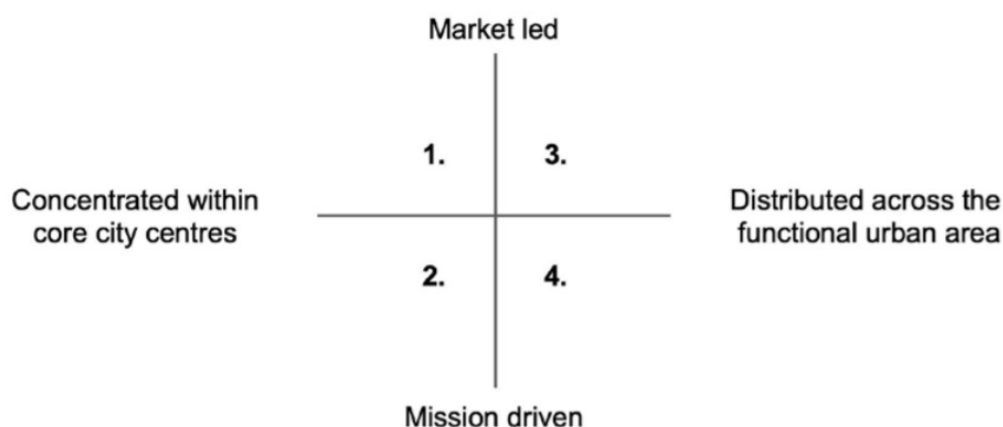 Market led
1.
3.
Concentrated within
core city centres
Distributed across the
functional urban area
2.
4.
Mission driven